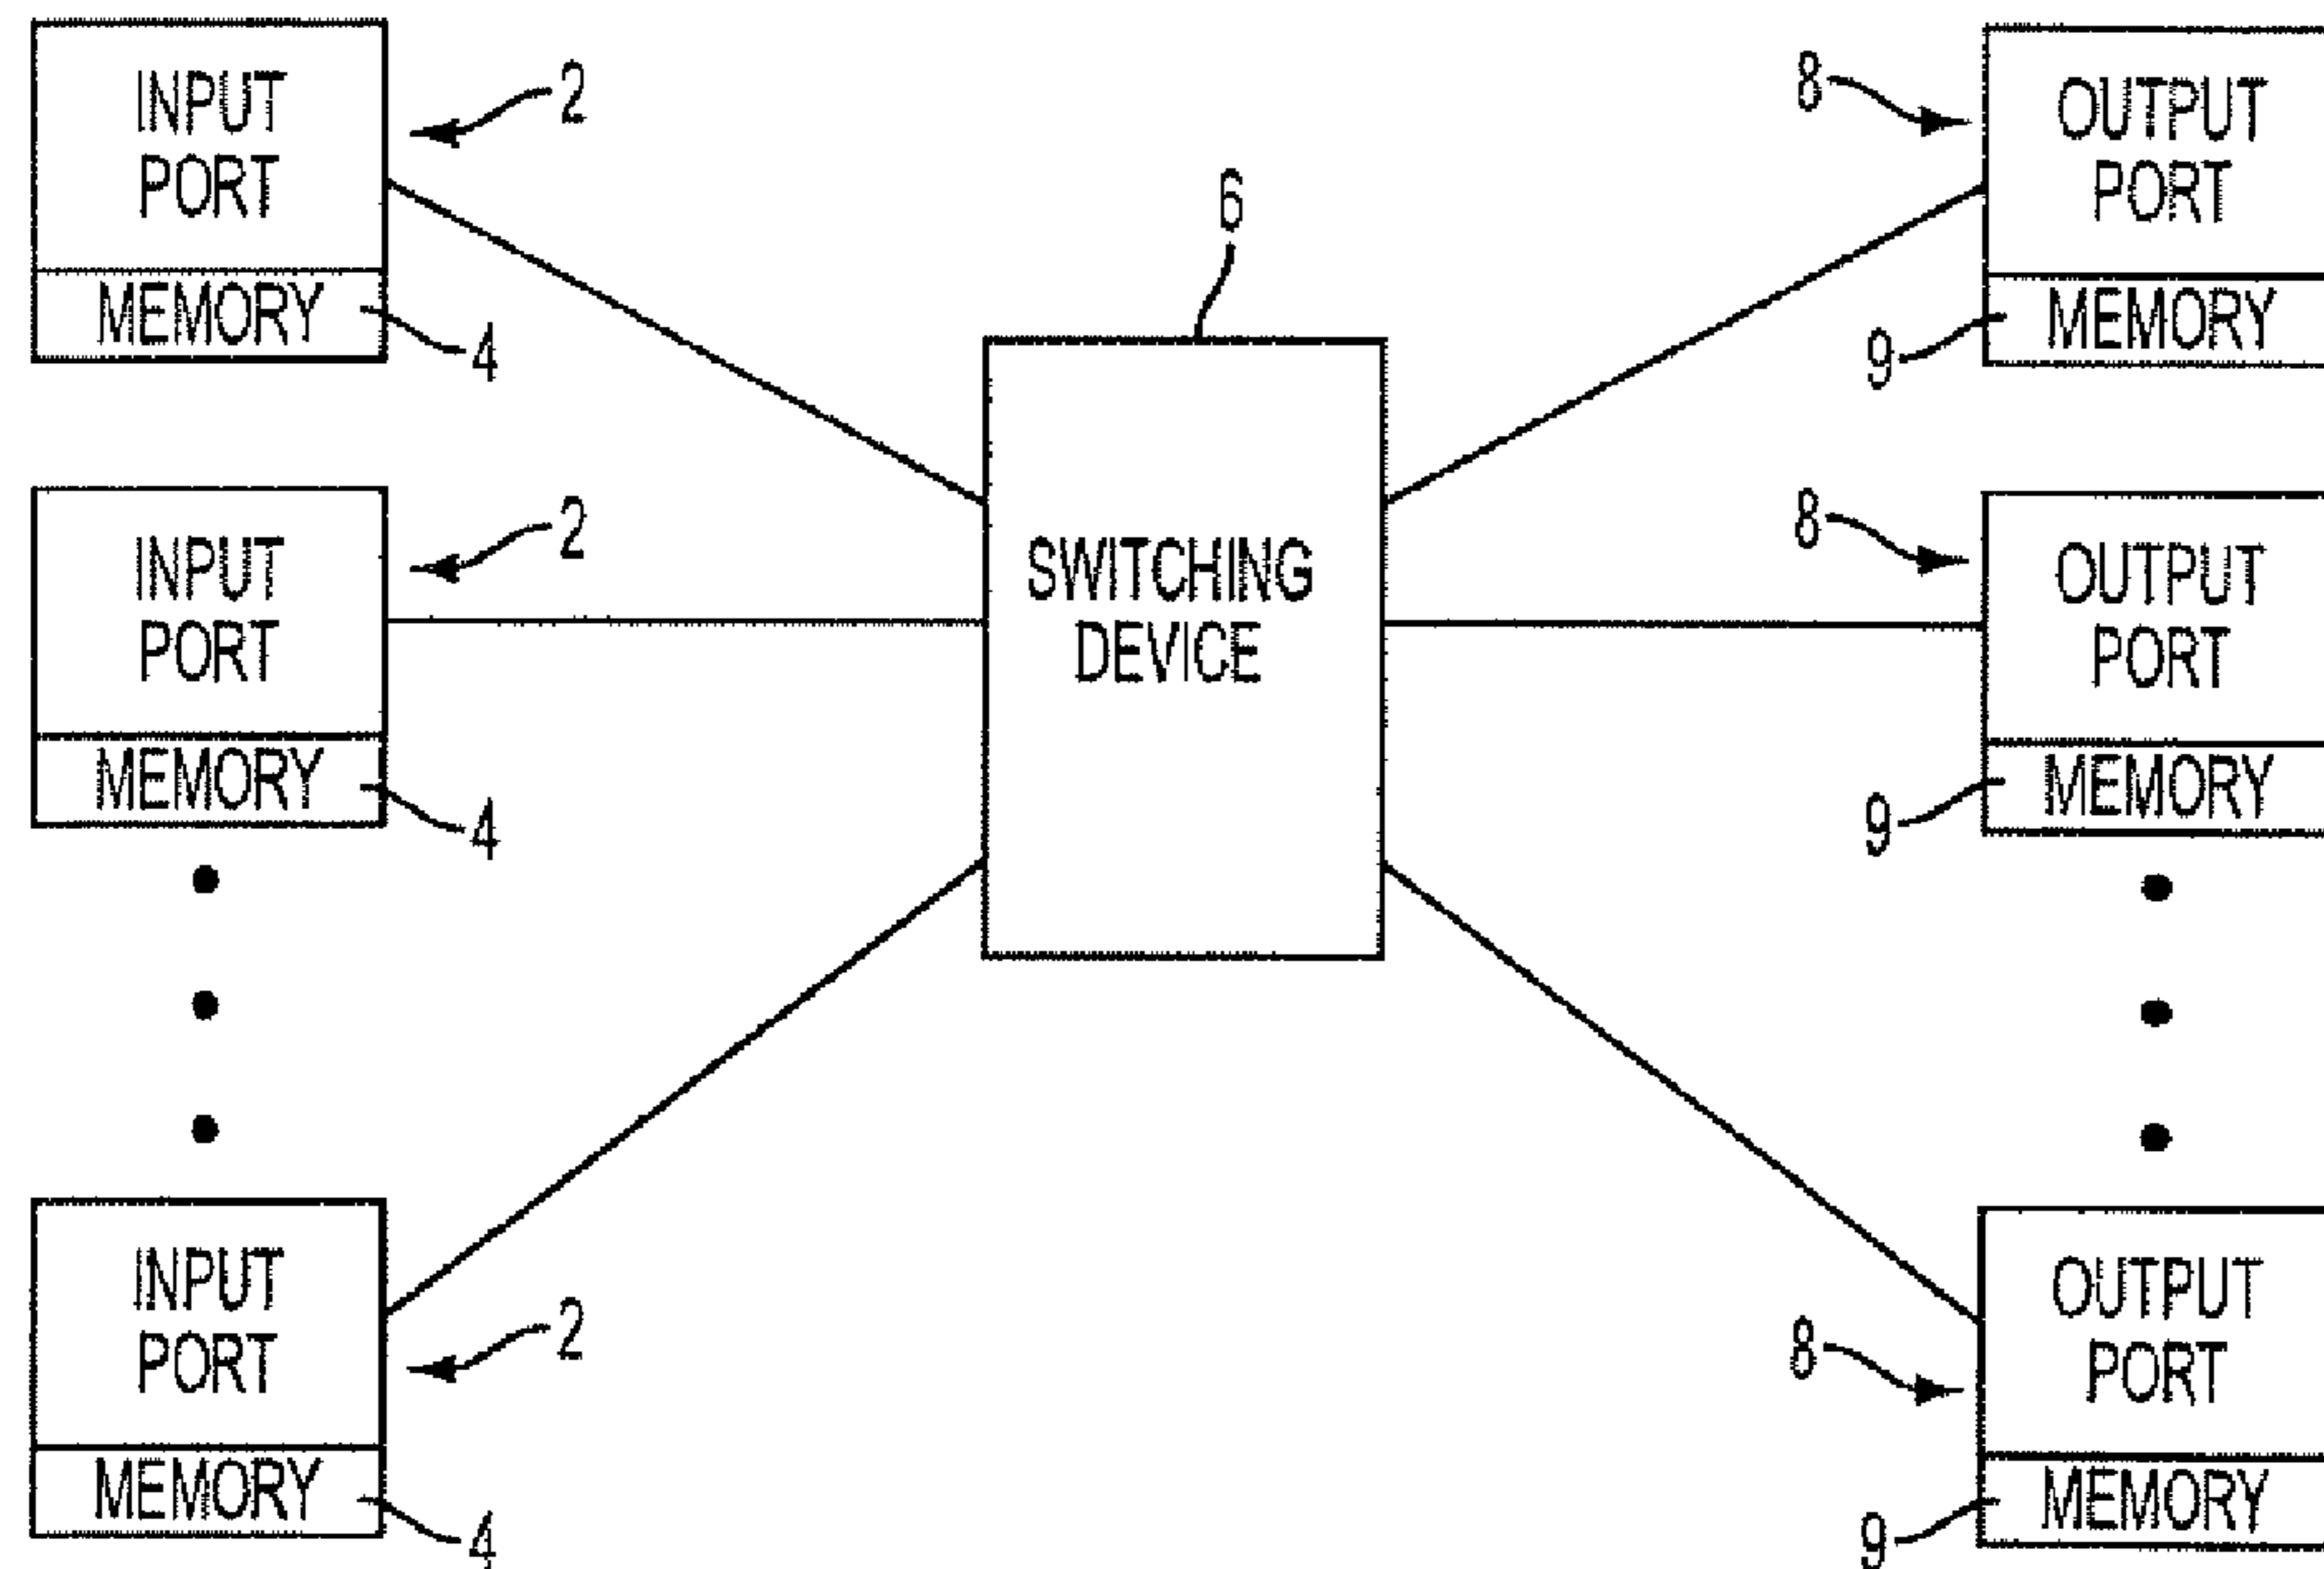 INPUT
PORT
MEMORY
2
4
INPUT
PORT
MEMORY
2
4
INPUT
PORT
MEMORY
2
4
6
SWITCHING
DEVICE
8
OUTPUT
PORT
9
MEMORY
8
OUTPUT
PORT
9
MEMORY
8
OUTPUT
PORT
9
MEMORY